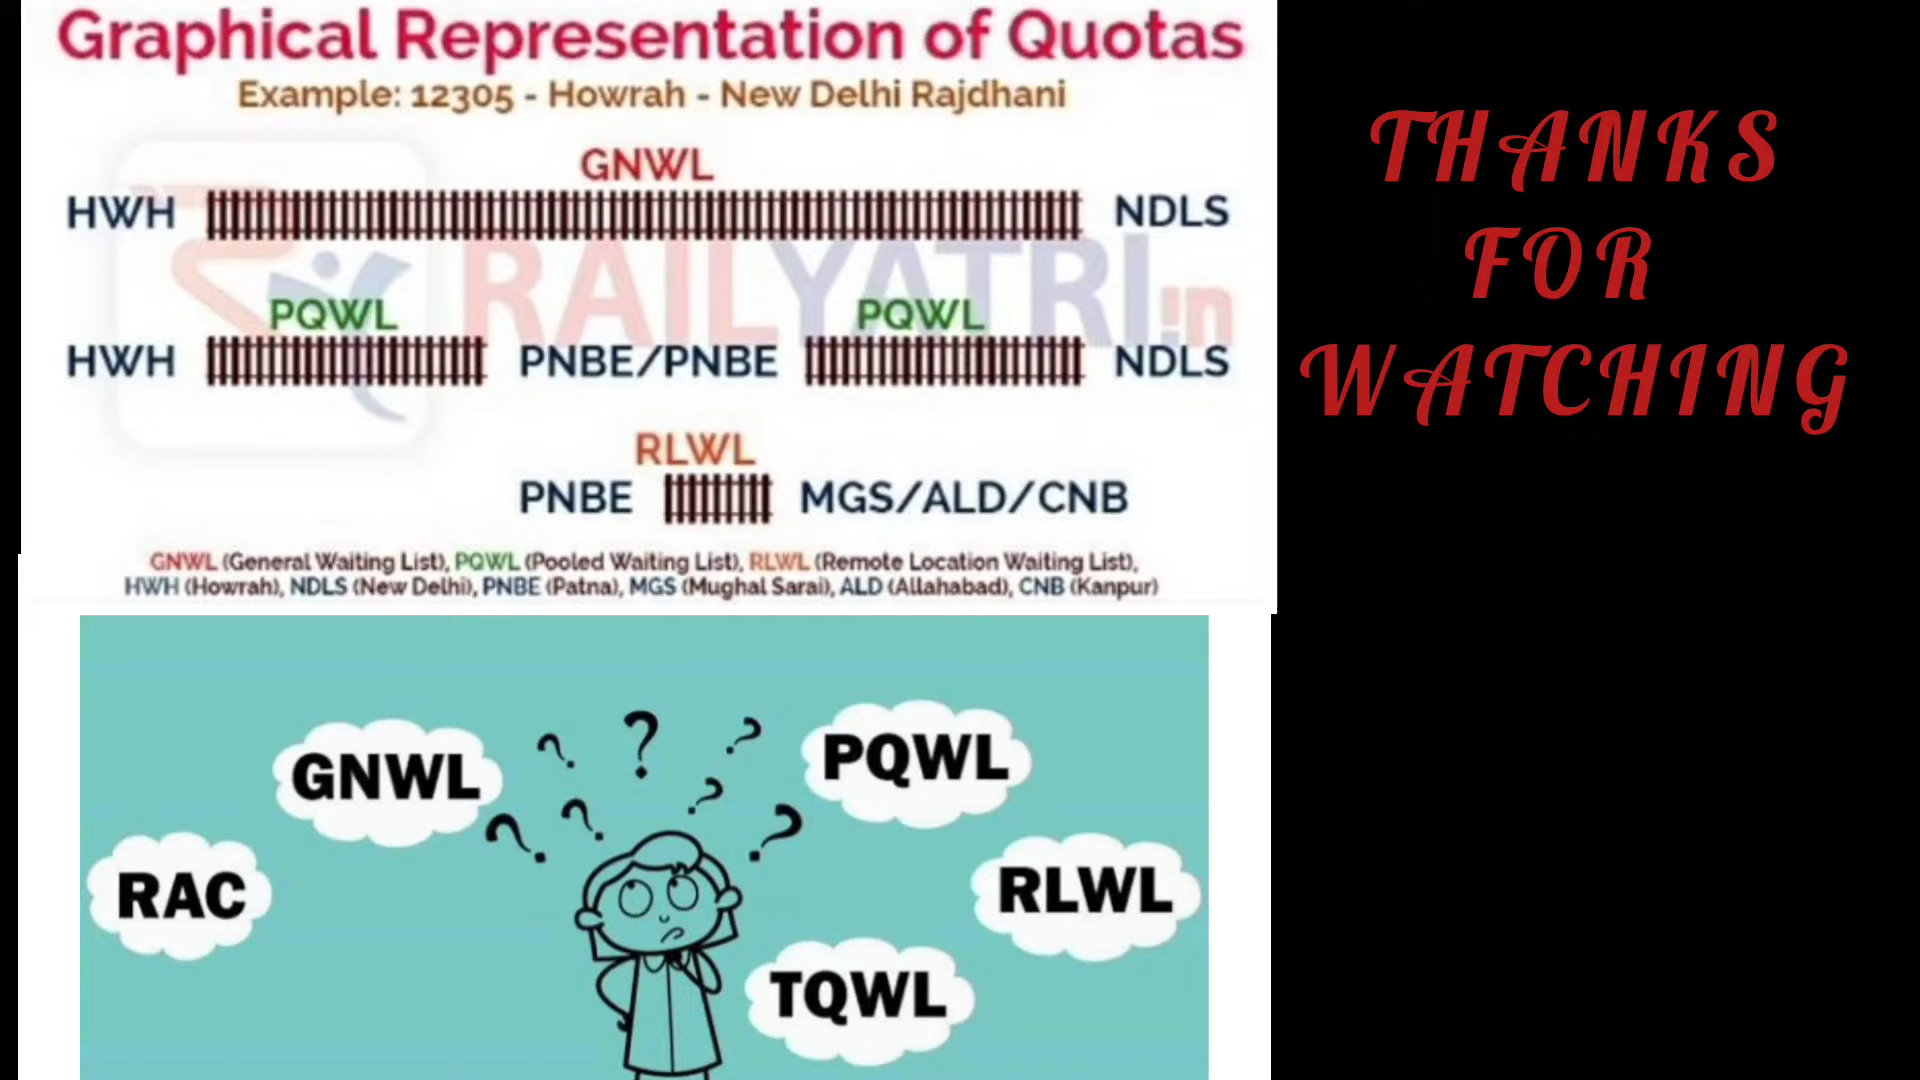 Graphical Representation of Quotas
Example: 12305 - Howrah - New Delhi Rajdhani
GNWL
HWH NDLS
RAILYATRI.in
PQWL PQWL
HWH PNBE/PNBE NDLS
RLWL
PNBE MGS/ALD/CNB
GNWL (General Waiting List), PQWL (Pooled Waiting List), RLWL (Remote Location Waiting List),
HWH (Howrah), NDLS (New Delhi), PNBE (Patna), MGS (Mughal Sarai), ALD (Allahabad), CNB (Kanpur)
THANKS
FOR
WATCHING
? ? ?
GNWL
PQWL
? ? ? ?
RAC
RLWL
TQWL